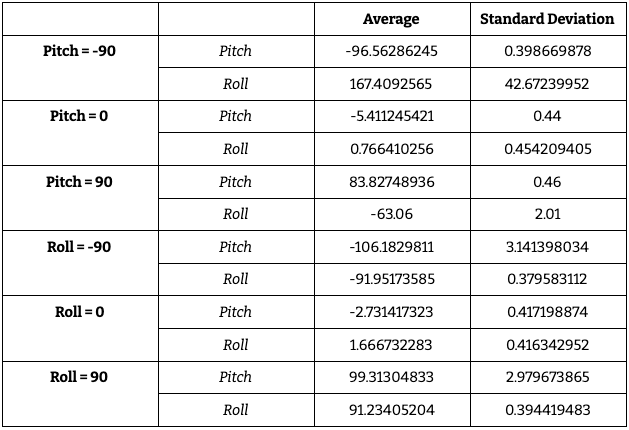 Average Standard Deviation
Pitch = -90 Pitch -96.56286245 0.398669878
Roll 167.4092565 42.67239952
Pitch = 0 Pitch -5.411245421 0.44
Roll 0.766410256 0.454209405
Pitch = 90 Pitch 83.82748936 0.46
Roll -63.06 2.01
Roll = -90 Pitch -106.1829811 3.141398034
Roll -91.95173585 0.379583112
Roll = 0 Pitch -2.731417323 0.417198874
Roll 1.666732283 0.416342952
Roll = 90 Pitch 99.31304833 2.979673865
Roll 91.23405204 0.394419483